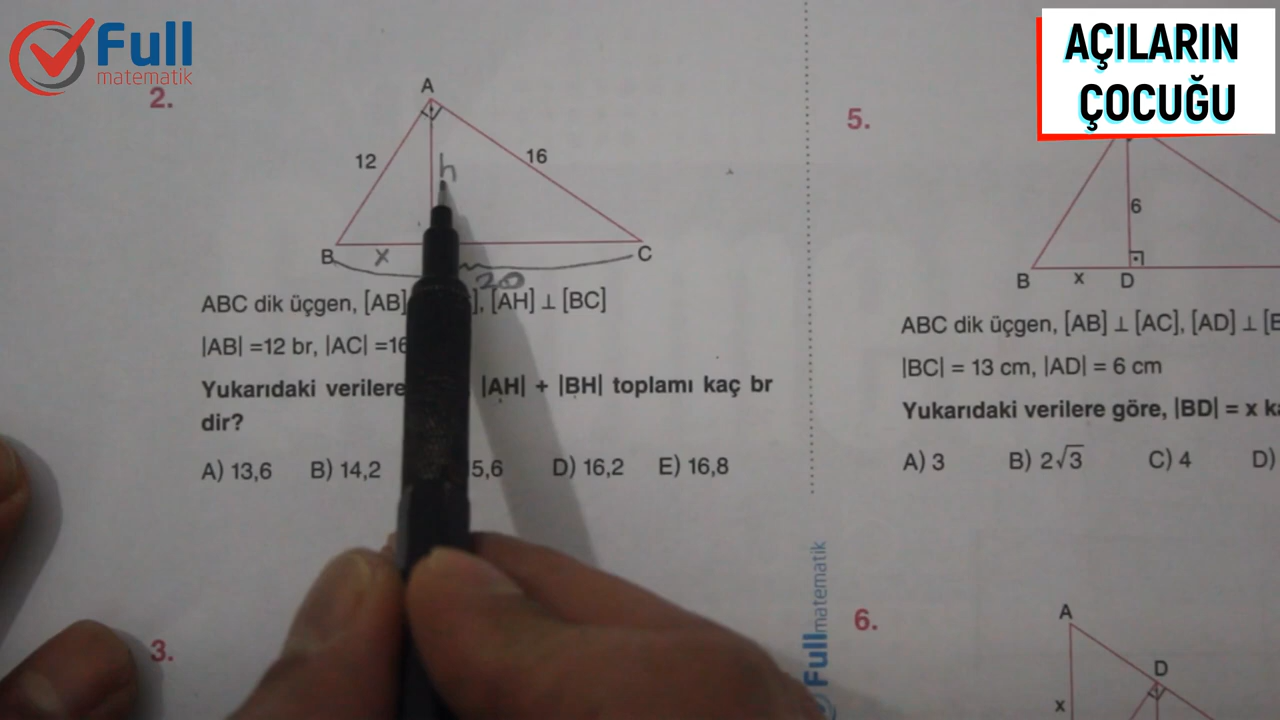 Full
matematik
AÇILARIN
ÇOCUĞU
2.
A
12
16
h
B
x
20
C
ABC dik üçgen, [AB] ], [AH] ⊥ [BC]
|AB| =12 br, |AC| =16
Yukarıdaki verilere |AH| + |BH| toplamı kaç br
dir?
A) 13,6 B) 14,2 5,6 D) 16,2 E) 16,8
3.
5.
6
B
x
D
ABC dik üçgen, [AB] ⊥ [AC], [AD] ⊥ [B
|BC| = 13 cm, |AD| = 6 cm
Yukarıdaki verilere göre, |BD| = x k
A) 3 B) 2√3 C) 4 D)
Fullmatematik
6.
A
D
x